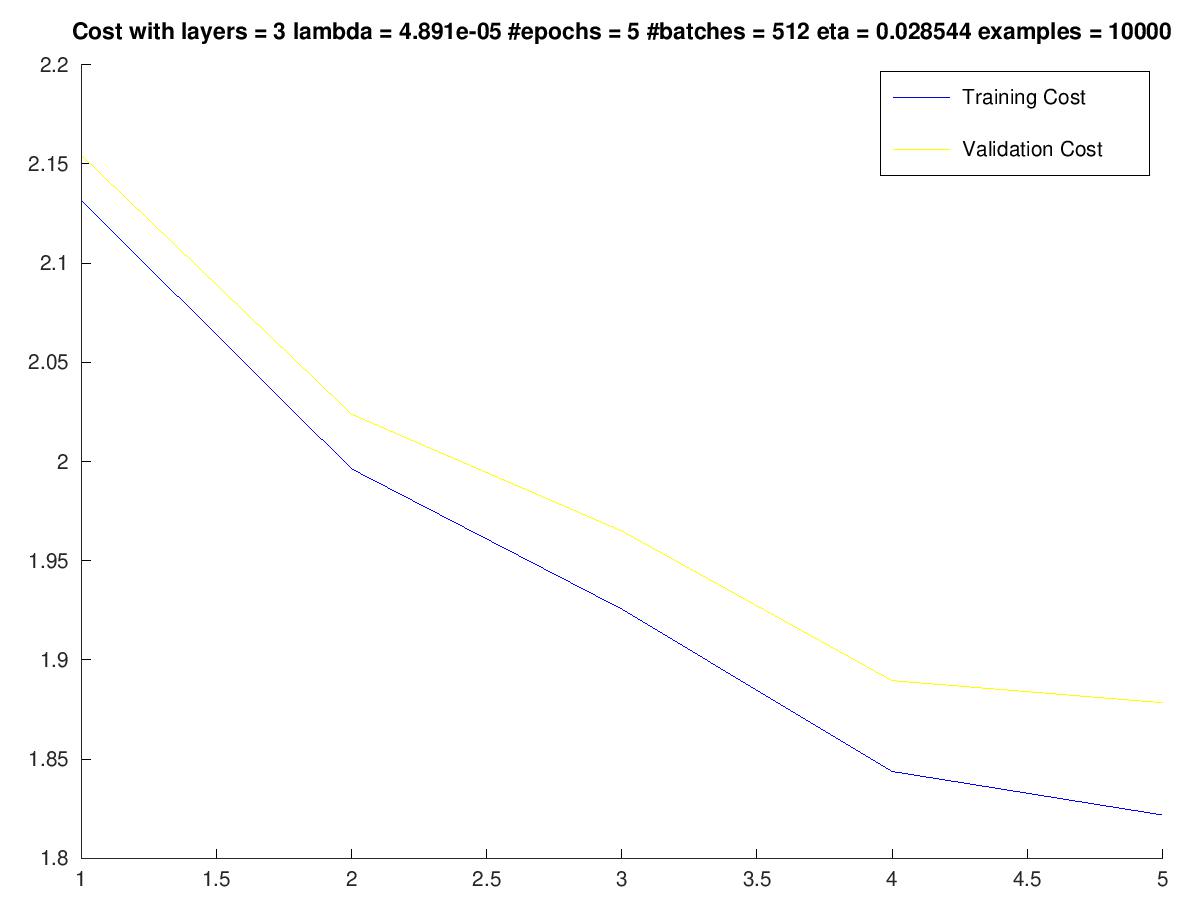 Cost with layers = 3 lambda = 4.891e-05 #epochs = 5 #batches = 512 eta = 0.028544 examples = 10000
Training Cost
Validation Cost
2.2
2.15
2.1
2.05
2
1.95
1.9
1.85
1.8
1 1.5 2 2.5 3 3.5 4 4.5 5